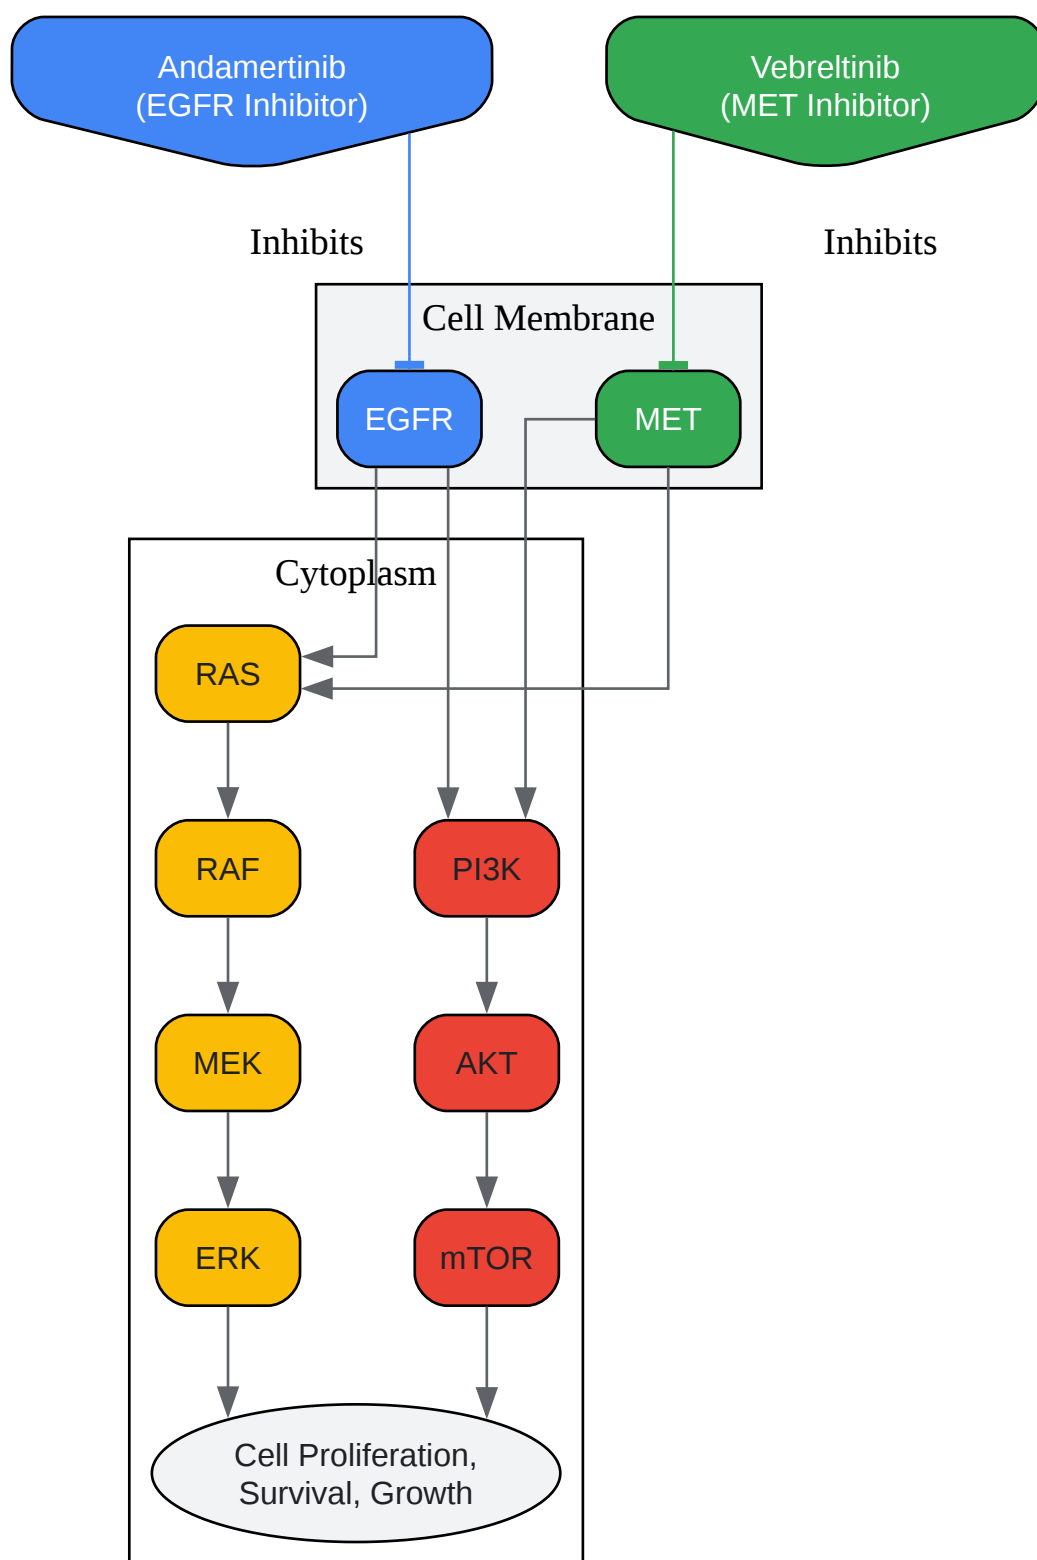 Andamertinib
(EGFR Inhibitor)
Vebreltinib
(MET Inhibitor)
Inhibits
Inhibits
Cell Membrane
EGFR
MET
Cytoplasm
RAS
RAF
PI3K
MEK
AKT
ERK
mTOR
Cell Proliferation,
Survival, Growth